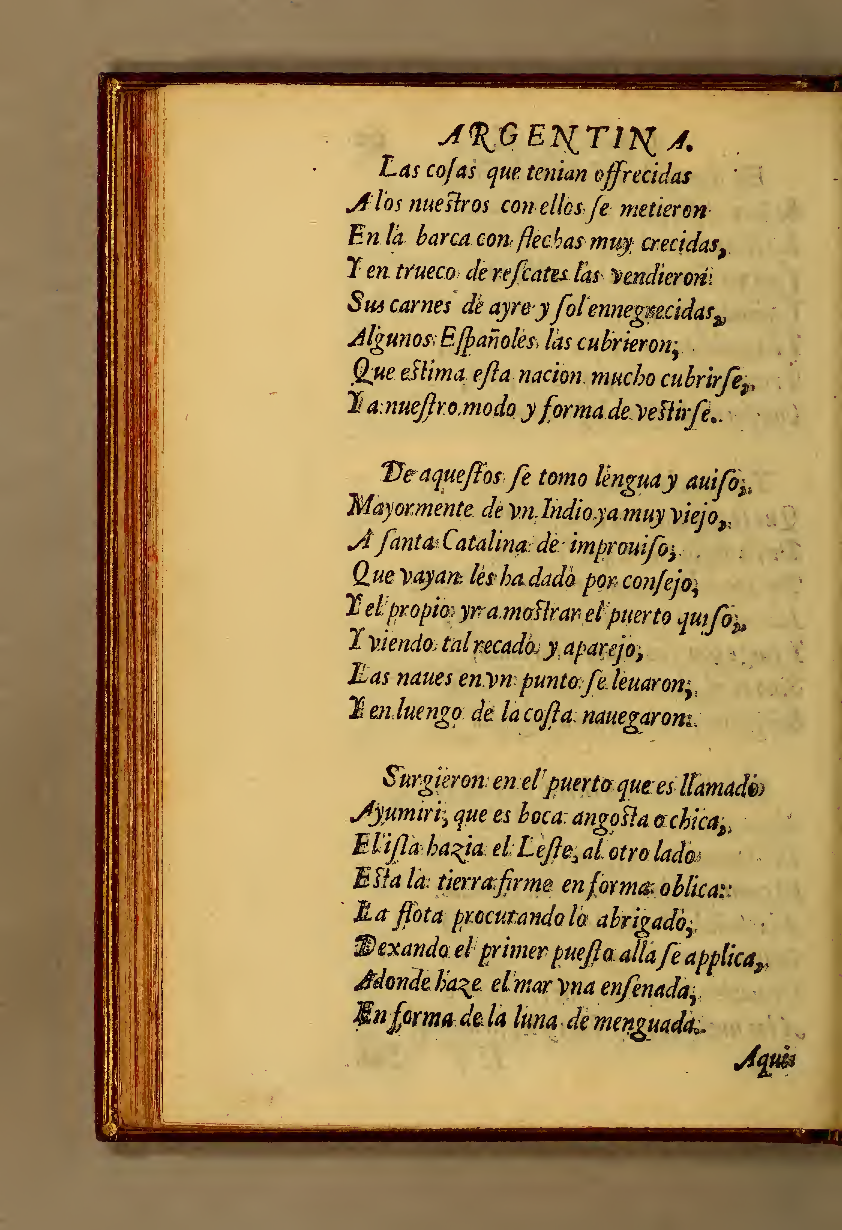 ARGENTINA.
Las coſas que tenian offrecidas
A los nueſtros con ellos ſe metieron
En la barca con flechas muy crecidas,
Y en trueco de reſcates las vendieron:
Sus carnes de ayre y ſol ennegrecidas,
Algunos Eſpañoles las cubrieron,
Que eſtima eſta nacion mucho cubrirſe,
Y a nueſtro modo y forma de veſtirſe.
De aqueſtos ſe tomo lengua y auiſo,
Mayormente de vn Indio ya muy viejo,
A ſanta Catalina de improuiſo,
Que vayan les ha dado por conſejo,
Y el propio yr a moſtrar el puerto quiſo,
Y viendo tal recado y aparejo,
Las naues en vn punto ſe leuaron,
Y en luengo de la coſta nauegaron.
Surgieron en el puerto que es llamado
Ayumiri, que es boca angoſta o chica,
El iſla hazia el Leſte, al otro lado
Eſta la tierra firme en forma oblica:
La flota procurando lo abrigado,
Dexando el primer pueſto alla ſe applica,
Adonde haze el mar vna enſenada,
En forma de la luna de menguada.
Aqui